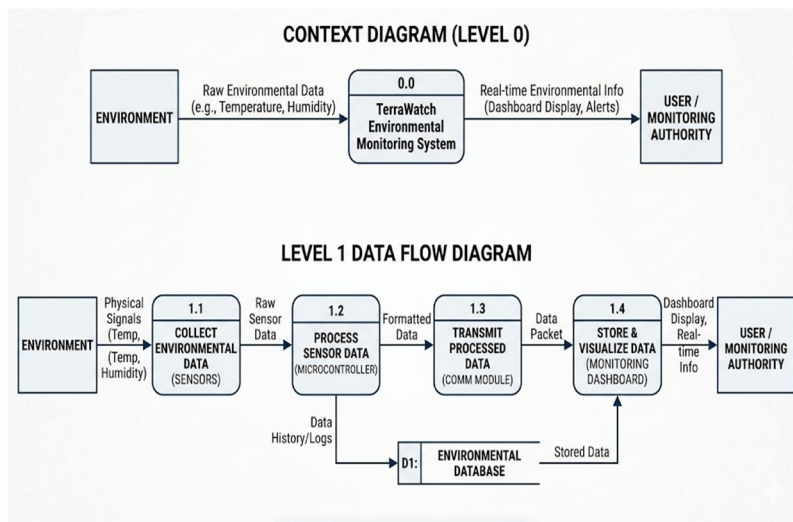 CONTEXT DIAGRAM (LEVEL 0)
ENVIRONMENT
Raw Environmental Data
(e.g., Temperature, Humidity)
0.0
TerraWatch
Environmental
Monitoring System
Real-time Environmental Info
(Dashboard Display, Alerts)
USER /
MONITORING
AUTHORITY
LEVEL 1 DATA FLOW DIAGRAM
ENVIRONMENT
Physical
Signals
(Temp,
(Temp,
Humidity)
1.1
COLLECT
ENVIRONMENTAL
DATA
(SENSORS)
Raw
Sensor
Data
1.2
PROCESS
SENSOR DATA
(MICROCONTROLLER)
Formatted
Data
1.3
TRANSMIT
PROCESSED
DATA
(COMM MODULE)
Data
Packet
1.4
STORE &
VISUALIZE DATA
(MONITORING
DASHBOARD)
Dashboard
Display,
Real-
time
Info
USER /
MONITORING
AUTHORITY
Data
History/Logs
D1:
ENVIRONMENTAL
DATABASE
Stored Data